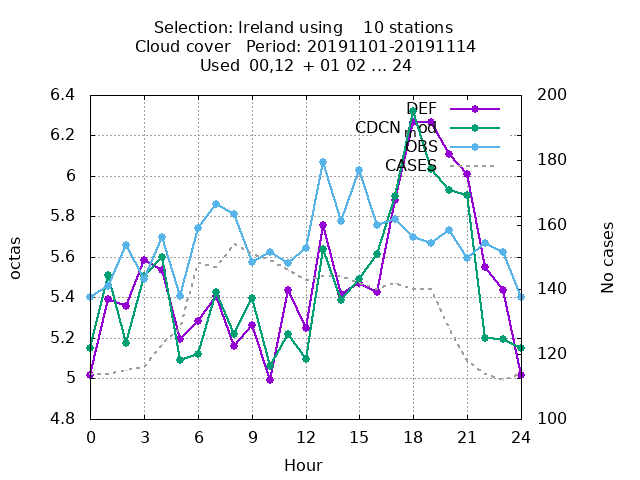 Selection: Ireland using 10 stations
Cloud cover Period: 20191101-20191114
Used 00,12 + 01 02 ... 24
6.4
6.2
6
5.8
5.6
5.4
5.2
5
4.8
octas
DEF
CDCN mod
OBS
CASES
200
180
160
140
120
100
No cases
0 3 6 9 12 15 18 21 24
Hour